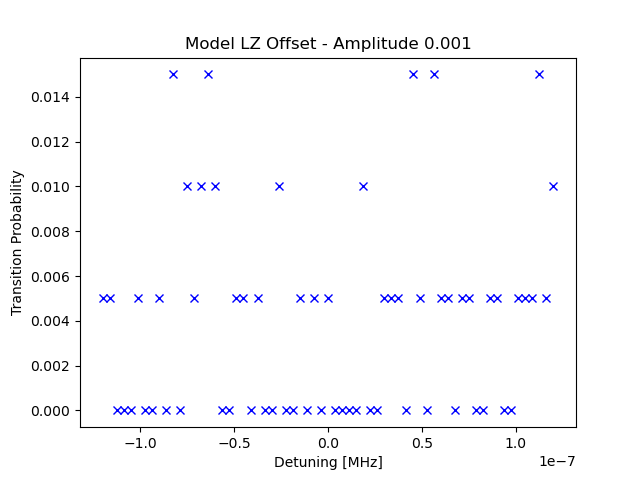 Model LZ Offset - Amplitude 0.001
Transition Probability
0.014
0.012
0.010
0.008
0.006
0.004
0.002
0.000
−1.0 −0.5 0.0 0.5 1.0
1e−7
Detuning [MHz]